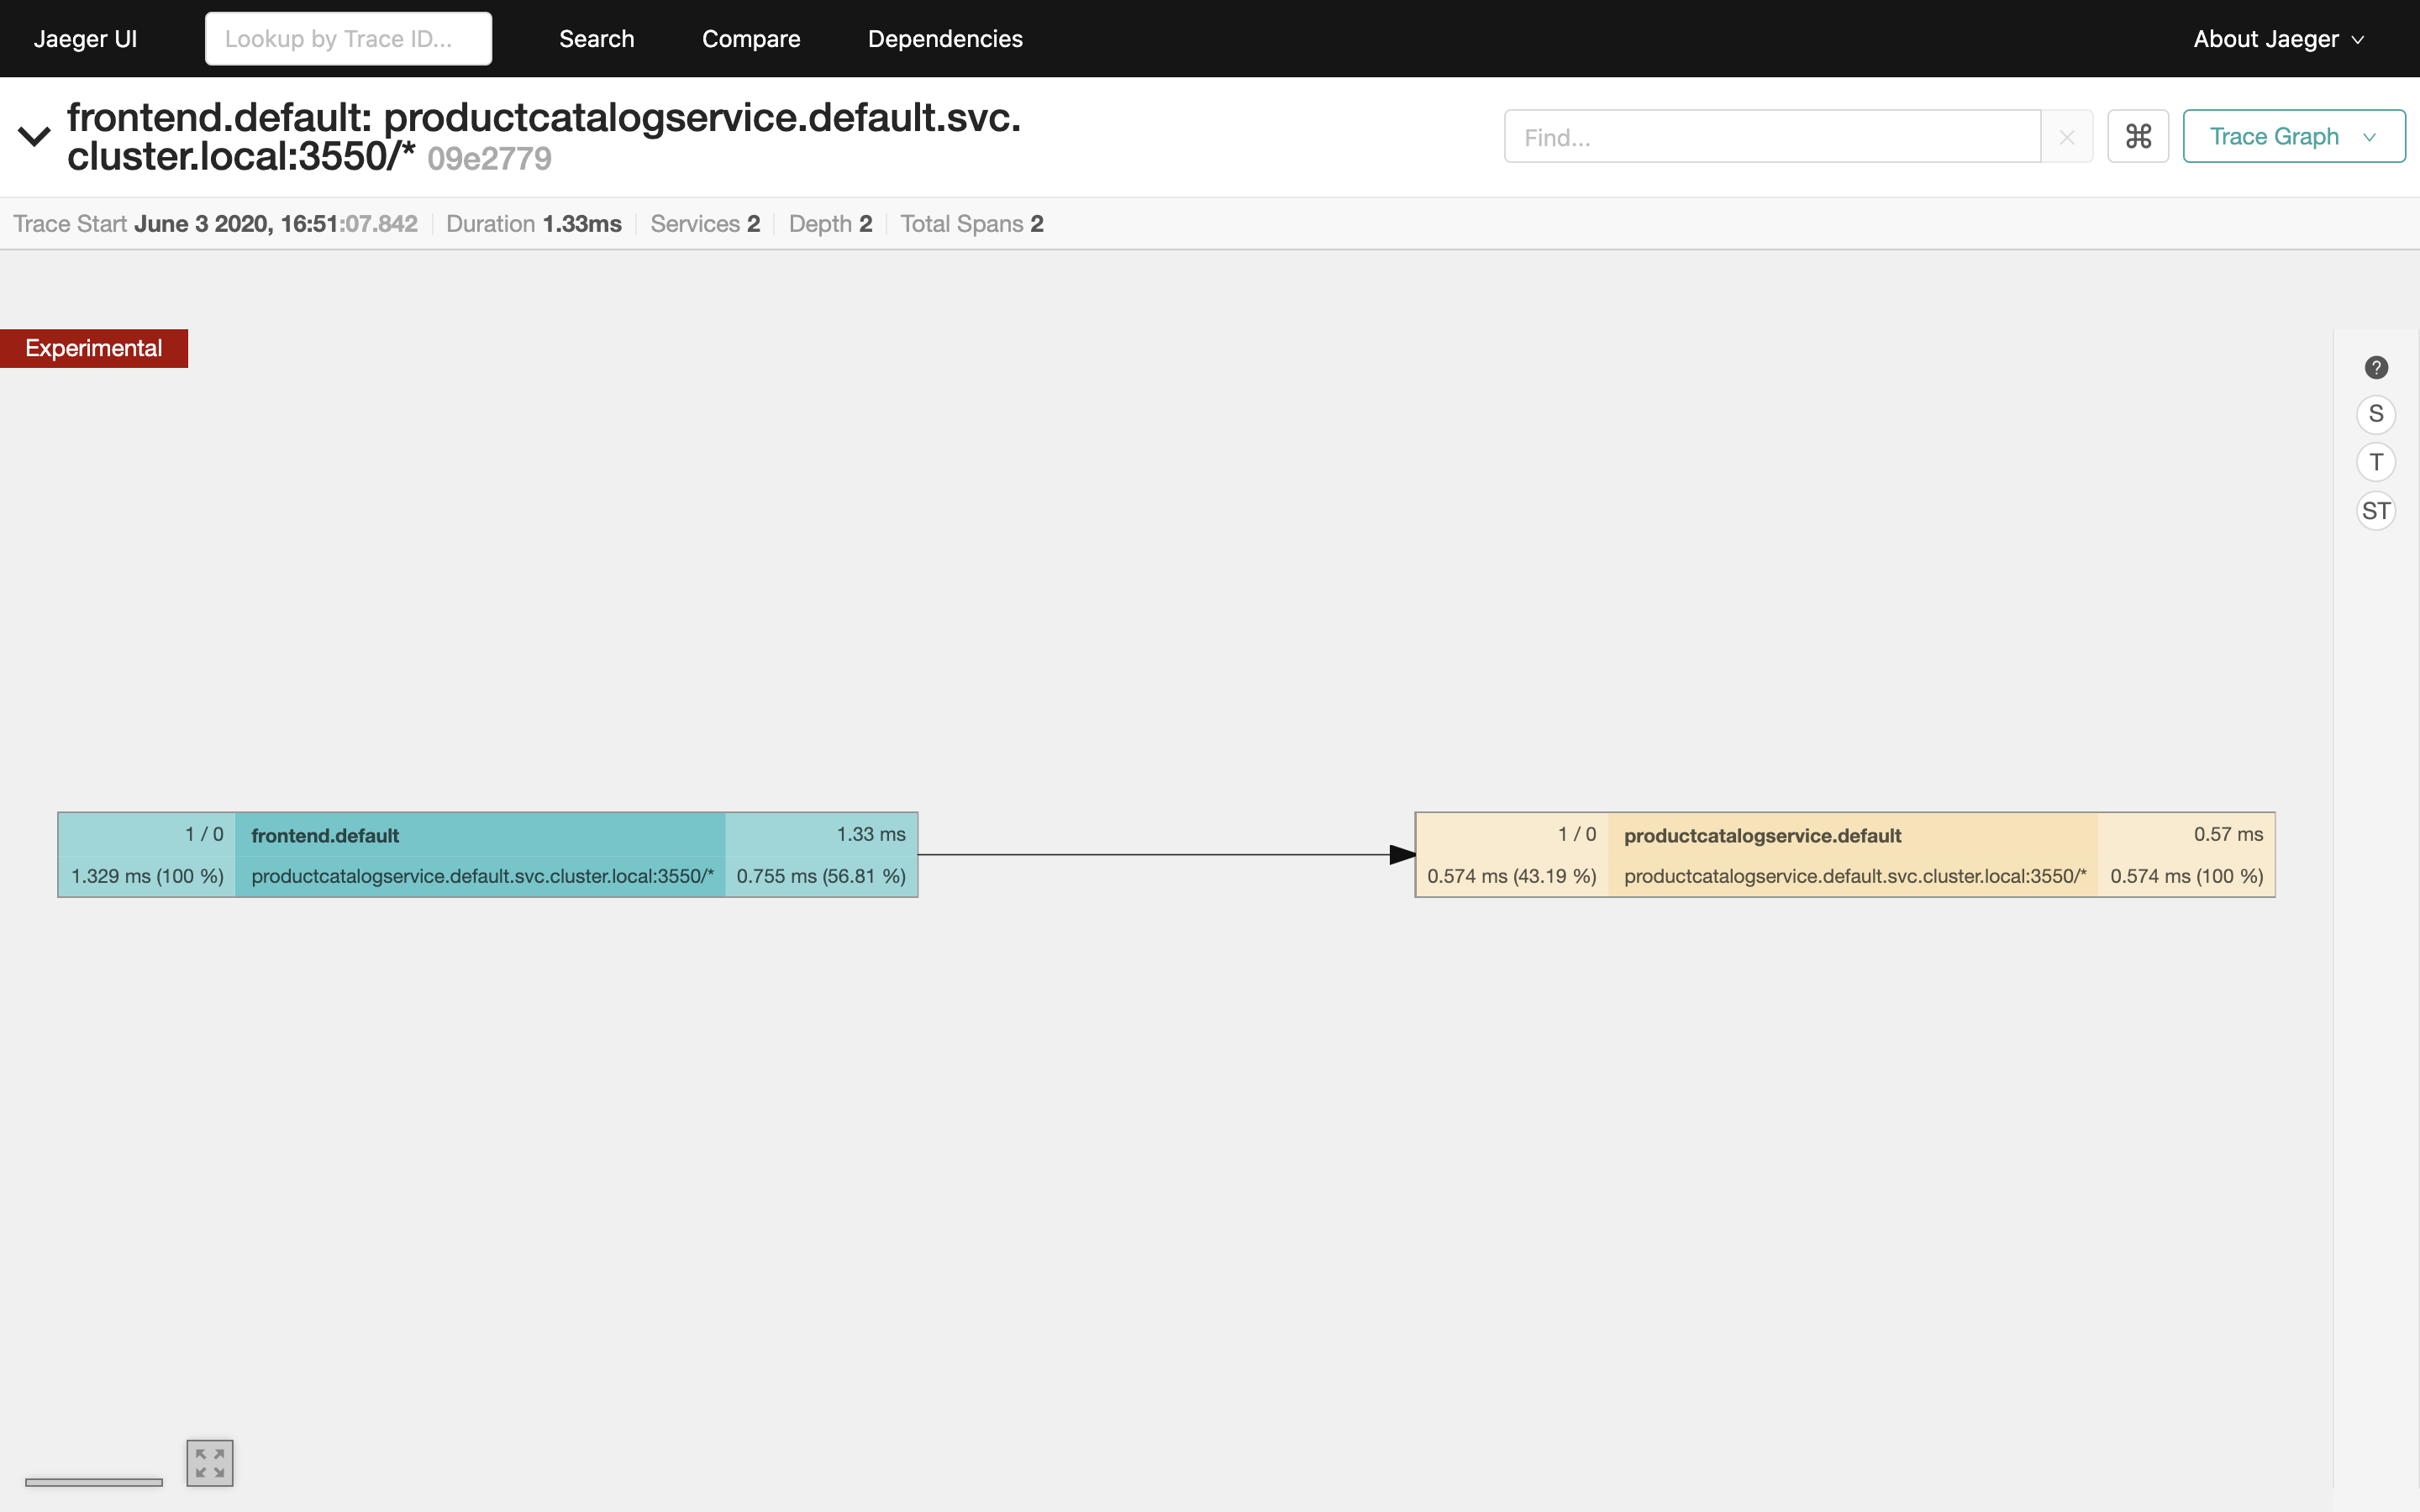 Jaeger UI
Lookup by Trace ID...
Search
Compare
Dependencies
About Jaeger
frontend.default: productcatalogservice.default.svc.
cluster.local:3550/* 09e2779
Find...
⌘
Trace Graph
Trace Start June 3 2020, 16:51:07.842
Duration 1.33ms
Services 2
Depth 2
Total Spans 2
Experimental
?
S
T
ST
1 / 0
frontend.default
1.33 ms
1.329 ms (100 %)
productcatalogservice.default.svc.cluster.local:3550/*
0.755 ms (56.81 %)
1 / 0
productcatalogservice.default
0.57 ms
0.574 ms (43.19 %)
productcatalogservice.default.svc.cluster.local:3550/*
0.574 ms (100 %)